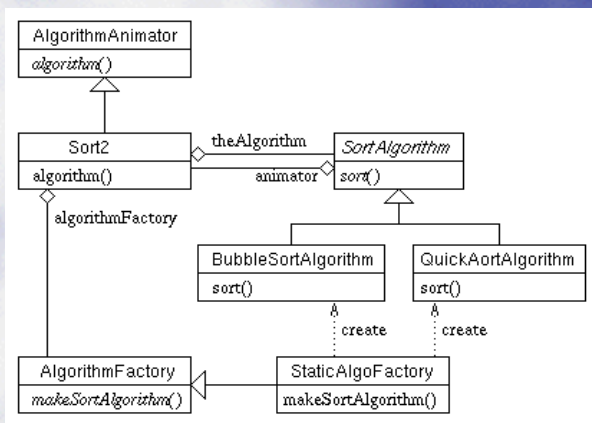 AlgorithmAnimator
algorithm()
Sort2
algorithm()
theAlgorithm
animator
SortAlgorithm
sort()
algorithmFactory
BubbleSortAlgorithm
sort()
QuickAortAlgorithm
sort()
create
create
AlgorithmFactory
makeSortAlgorithm()
StaticAlgoFactory
makeSortAlgorithm()